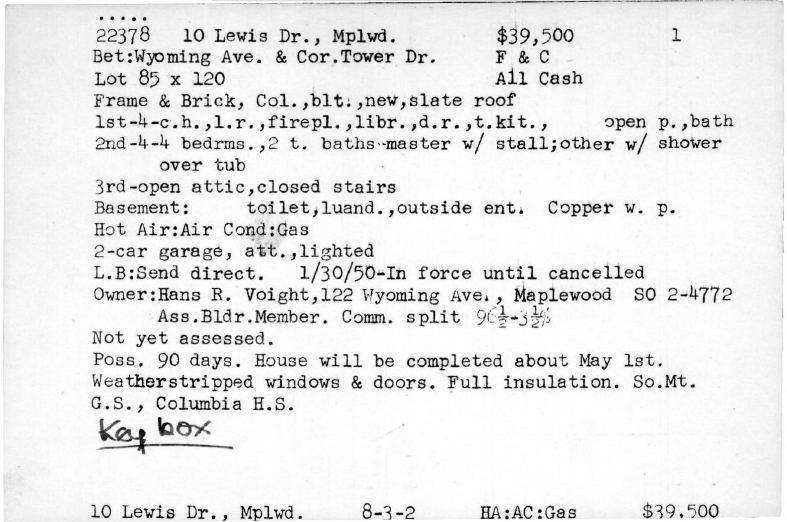 .....
22378 10 Lewis Dr., Mplwd. $39,500 1
Bet:Wyoming Ave. & Cor.Tower Dr. F & C
Lot 85 x 120 All Cash
Frame & Brick, Col.,blt.,new,slate roof
1st-4-c.h.,l.r.,firepl.,libr.,d.r.,t.kit., open p.,bath
2nd-4-4 bedrms.,2 t. baths-master w/ stall;other w/ shower
over tub
3rd-open attic,closed stairs
Basement: toilet,luand.,outside ent. Copper w. p.
Hot Air:Air Cond:Gas
2-car garage, att.,lighted
L.B:Send direct. 1/30/50-In force until cancelled
Owner:Hans R. Voight,122 Wyoming Ave., Maplewood SO 2-4772
Ass.Bldr.Member. Comm. split 96½-3½%
Not yet assessed.
Poss. 90 days. House will be completed about May 1st.
Weatherstripped windows & doors. Full insulation. So.Mt.
G.S., Columbia H.S.
Key box
10 Lewis Dr., Mplwd. 8-3-2 HA:AC:Gas $39,500